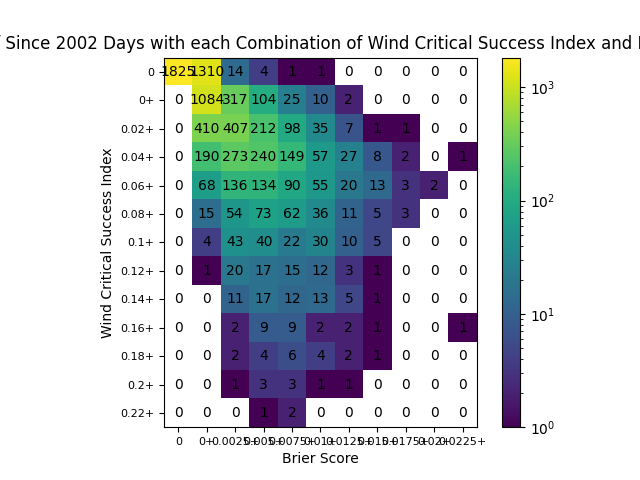 Since 2002 Days with each Combination of Wind Critical Success Index and
0 1825 1310 14 4 1 1 0 0 0 0 0
0+ 0 1084 317 104 25 10 2 0 0 0 0
0.02+ 0 410 407 212 98 35 7 1 1 0 0
0.04+ 0 190 273 240 149 57 27 8 2 0 1
0.06+ 0 68 136 134 90 55 20 13 3 2 0
0.08+ 0 15 54 73 62 36 11 5 3 0 0
0.1+ 0 4 43 40 22 30 10 5 0 0 0
0.12+ 0 1 20 17 15 12 3 1 0 0 0
0.14+ 0 0 11 17 12 13 5 1 0 0 0
0.16+ 0 0 2 9 9 2 2 1 0 0 1
0.18+ 0 0 2 4 6 4 2 1 0 0 0
0.2+ 0 0 1 3 3 1 1 0 0 0 0
0.22+ 0 0 0 1 2 0 0 0 0 0 0
0 0+ 0.0025+ 0.005+ 0.0075+ 0.01+ 0.0125+ 0.015+ 0.0175+ 0.02+ 0.0225+
Brier Score
Wind Critical Success Index
10³
10²
10¹
10⁰